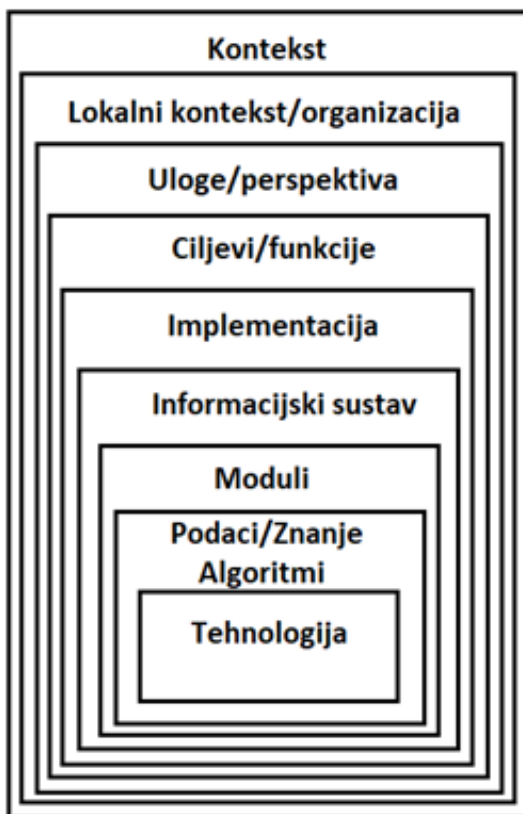 Kontekst
Lokalni kontekst/organizacija
Uloge/perspektiva
Ciljevi/funkcije
Implementacija
Informacijski sustav
Moduli
Podaci/Znanje
Algoritmi
Tehnologija